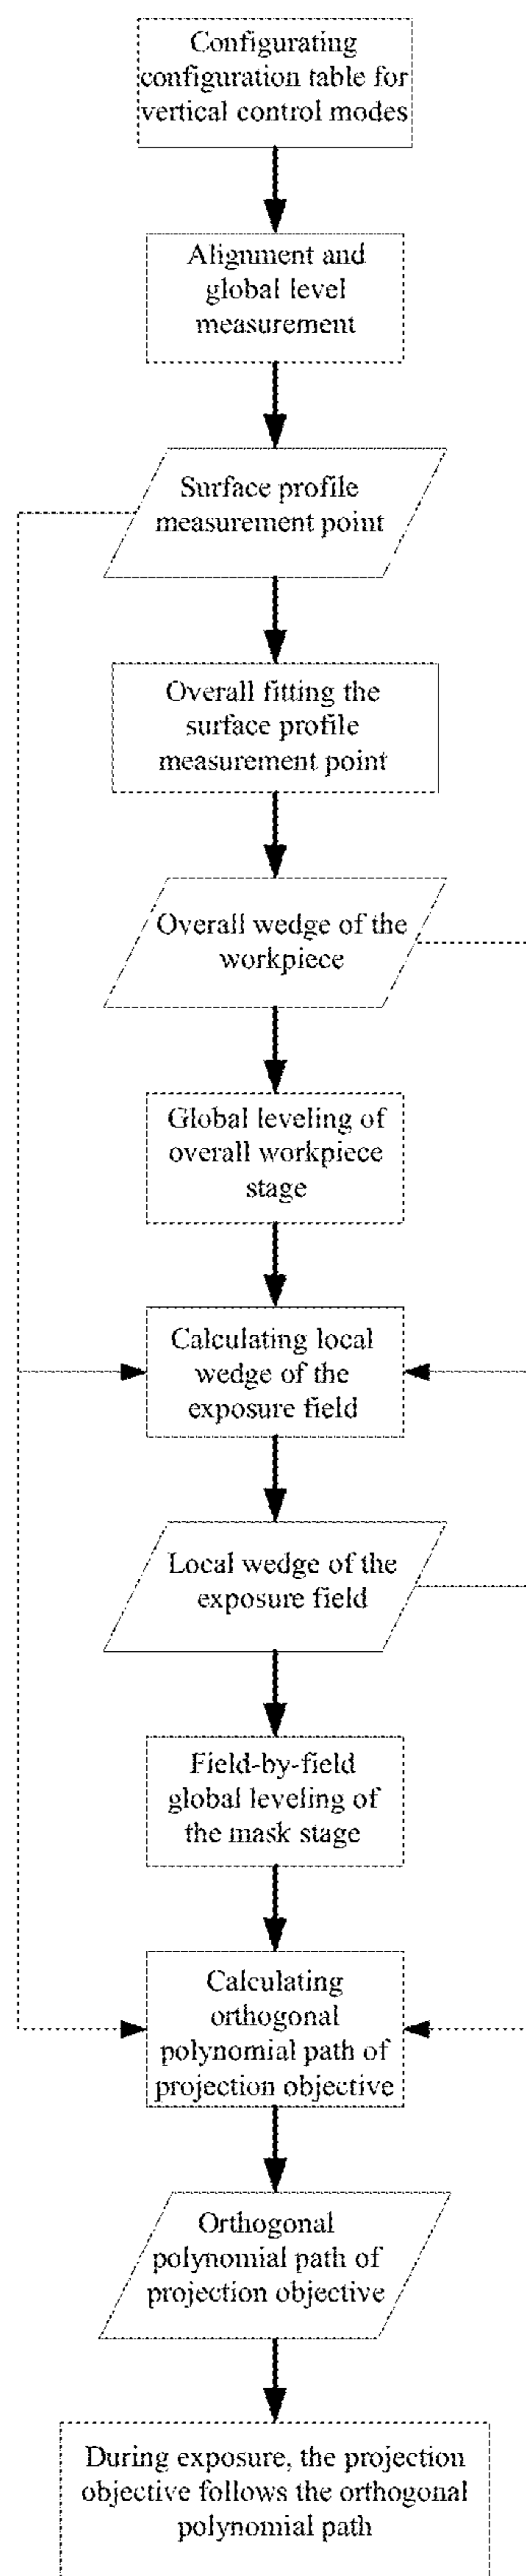 Configurating
configuration table for
vertical control modes
Alignment and
global level
measurement
Surface profile
measurement point
Overall fitting the
surface profile
measurement point
Overall wedge of the
workpiece
Global leveling of
overall workpiece
stage
Calculating local
wedge of the
exposure field
Local wedge of the
exposure field
Field-by-field
global leveling of
the mask stage
Calculating
orthogonal
polynomial path of
projection objective
Orthogonal
polynomial path of
projection objective
During exposure, the projection
objective follows the orthogonal
polynomial path